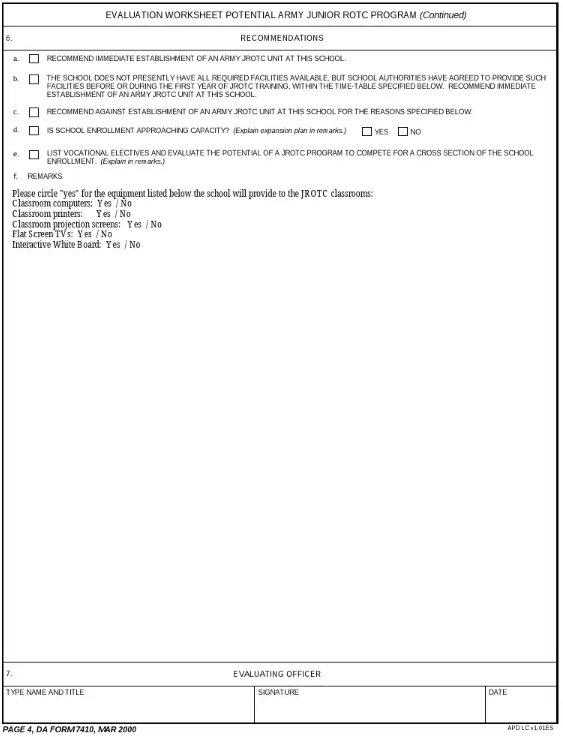 EVALUATION WORKSHEET POTENTIAL ARMY JUNIOR ROTC PROGRAM (Continued)
6. RECOMMENDATIONS
a. RECOMMEND IMMEDIATE ESTABLISHMENT OF AN ARMY JROTC UNIT AT THIS SCHOOL.
b. THE SCHOOL DOES NOT PRESENTLY HAVE ALL REQUIRED FACILITIES AVAILABLE, BUT SCHOOL AUTHORITIES HAVE AGREED TO PROVIDE SUCH
FACILITIES BEFORE OR DURING THE FIRST YEAR OF JROTC TRAINING, WITHIN THE TIME-TABLE SPECIFIED BELOW. RECOMMEND IMMEDIATE
ESTABLISHMENT OF AN ARMY JROTC UNIT AT THIS SCHOOL.
c. RECOMMEND AGAINST ESTABLISHMENT OF AN ARMY JROTC UNIT AT THIS SCHOOL FOR THE REASONS SPECIFIED BELOW.
d. IS SCHOOL ENROLLMENT APPROACHING CAPACITY? (Explain expansion plan in remarks.) YES NO
e. LIST VOCATIONAL ELECTIVES AND EVALUATE THE POTENTIAL OF A JROTC PROGRAM TO COMPETE FOR A CROSS SECTION OF THE SCHOOL
ENROLLMENT. (Explain in remarks.)
f. REMARKS
Please circle "yes" for the equipment listed below the school will provide to the JROTC classrooms:
Classroom computers: Yes / No
Classroom printers: Yes / No
Classroom projection screens: Yes / No
Flat Screen TVs: Yes / No
Interactive White Board: Yes / No
7. EVALUATING OFFICER
TYPE NAME AND TITLE SIGNATURE DATE
PAGE 4, DA FORM 7410, MAR 2000 APD LC v1.01ES